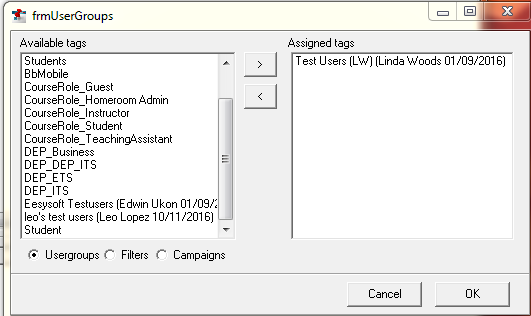 frmUserGroups
Available tags
Students
BbMobile
CourseRole_Guest
CourseRole_Homeroom Admin
CourseRole_Instructor
CourseRole_Student
CourseRole_TeachingAssistant
DEP_Business
DEP_DEP_ITS
DEP_ETS
DEP_ITS
Eesysoft Testusers (Edwin Ukon 01/09/2
leo's test users (Leo Lopez 10/11/2016)
Student
>
<
Assigned tags
Test Users (LW) (Linda Woods 01/09/2016)
Usergroups Filters Campaigns
Cancel OK